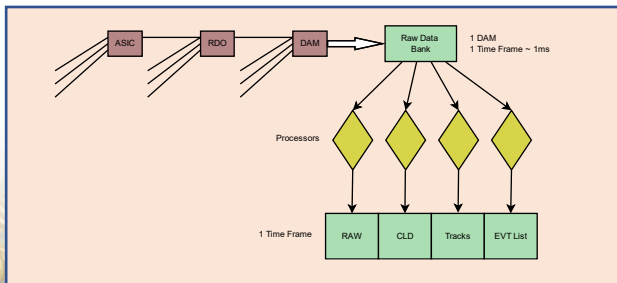 ASIC
RDO
DAM
Raw Data
Bank
1 DAM
1 Time Frame ~ 1ms
Processors
1 Time Frame
RAW
CLD
Tracks
EVT List